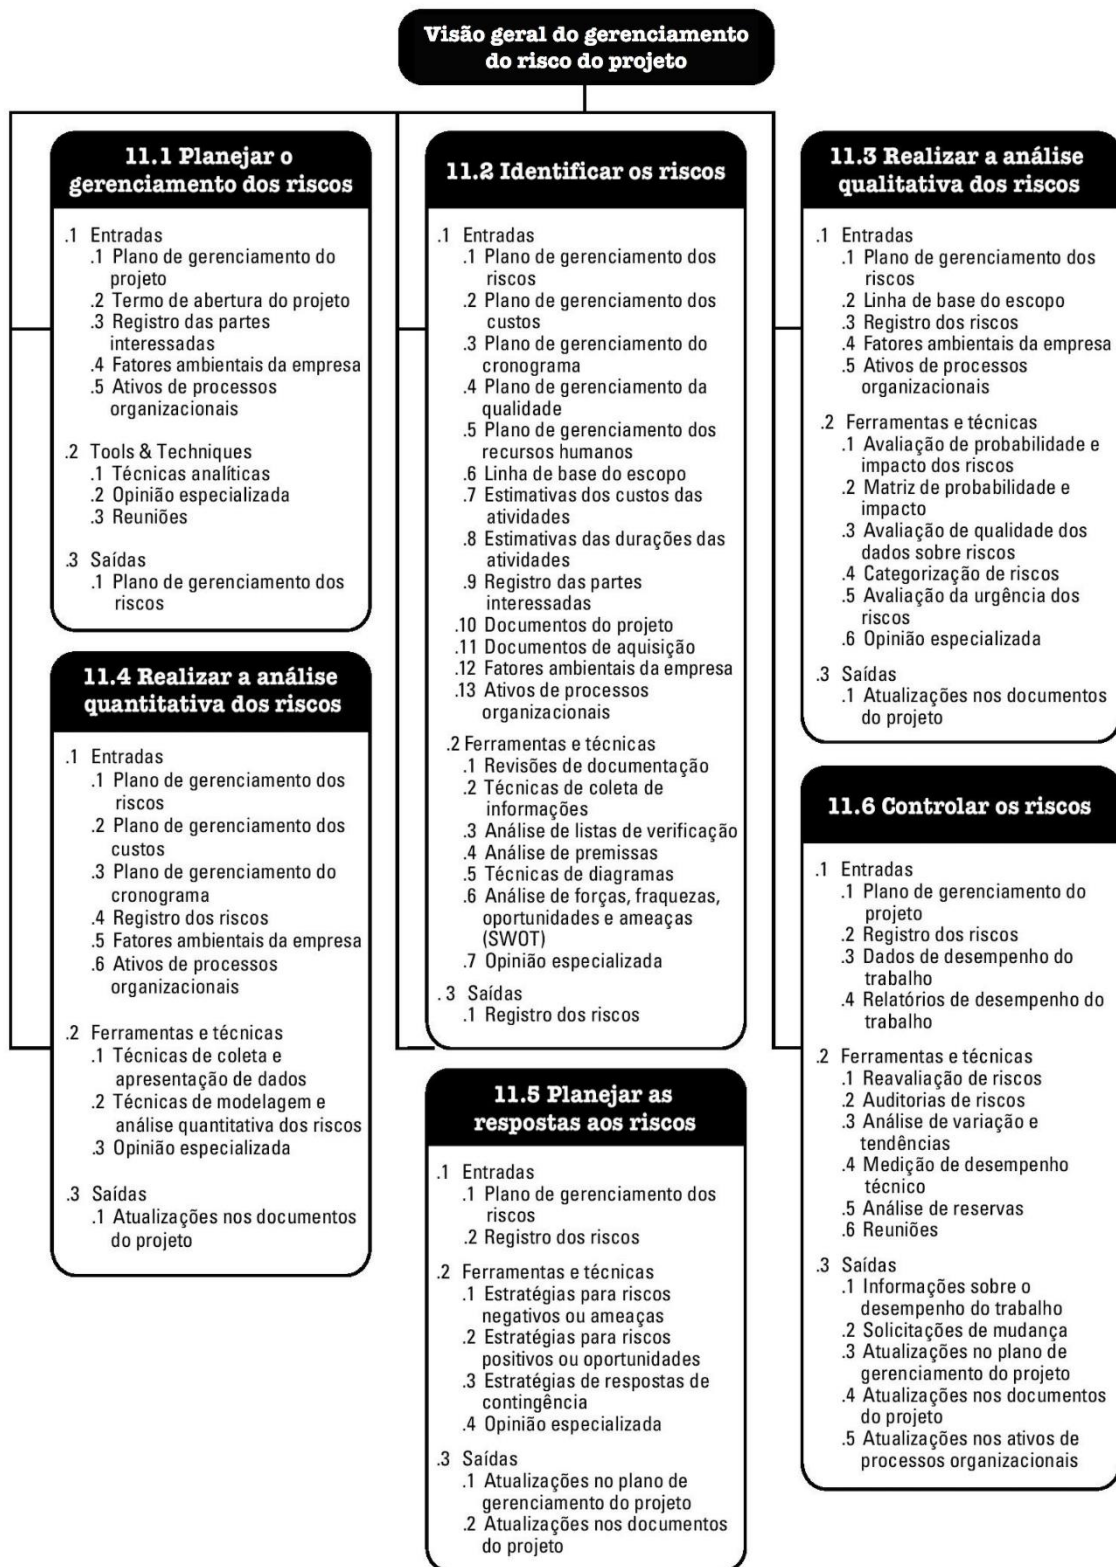 Visão geral do gerenciamento
do risco do projeto
11.1 Planejar o
gerenciamento dos riscos
.1 Entradas
.1 Plano de gerenciamento do
projeto
.2 Termo de abertura do projeto
.3 Registro das partes
interessadas
.4 Fatores ambientais da empresa
.5 Ativos de processos
organizacionais
.2 Tools & Techniques
.1 Técnicas analíticas
.2 Opinião especializada
.3 Reuniões
.3 Saídas
.1 Plano de gerenciamento dos
riscos
11.2 Identificar os riscos
.1 Entradas
.1 Plano de gerenciamento dos
riscos
.2 Plano de gerenciamento dos
custos
.3 Plano de gerenciamento do
cronograma
.4 Plano de gerenciamento da
qualidade
.5 Plano de gerenciamento dos
recursos humanos
.6 Linha de base do escopo
.7 Estimativas dos custos das
atividades
.8 Estimativas das durações das
atividades
.9 Registro das partes
interessadas
.10 Documentos do projeto
.11 Documentos de aquisição
.12 Fatores ambientais da empresa
.13 Ativos de processos
organizacionais
.2 Ferramentas e técnicas
.1 Revisões de documentação
.2 Técnicas de coleta de
informações
.3 Análise de listas de verificação
.4 Análise de premissas
.5 Técnicas de diagramas
.6 Análise de forças, fraquezas,
oportunidades e ameaças
(SWOT)
.7 Opinião especializada
. 3 Saídas
.1 Registro dos riscos
11.3 Realizar a análise
qualitativa dos riscos
.1 Entradas
.1 Plano de gerenciamento dos
riscos
.2 Linha de base do escopo
.3 Registro dos riscos
.4 Fatores ambientais da empresa
.5 Ativos de processos
organizacionais
.2 Ferramentas e técnicas
.1 Avaliação de probabilidade e
impacto dos riscos
.2 Matriz de probabilidade e
impacto
.3 Avaliação de qualidade dos
dados sobre riscos
.4 Categorização de riscos
.5 Avaliação da urgência dos
riscos
.6 Opinião especializada
.3 Saídas
.1 Atualizações nos documentos
do projeto
11.4 Realizar a análise
quantitativa dos riscos
.1 Entradas
.1 Plano de gerenciamento dos
riscos
.2 Plano de gerenciamento dos
custos
.3 Plano de gerenciamento do
cronograma
.4 Registro dos riscos
.5 Fatores ambientais da empresa
.6 Ativos de processos
organizacionais
.2 Ferramentas e técnicas
.1 Técnicas de coleta e
apresentação de dados
.2 Técnicas de modelagem e
análise quantitativa dos riscos
.3 Opinião especializada
.3 Saídas
.1 Atualizações nos documentos
do projeto
11.5 Planejar as
respostas aos riscos
.1 Entradas
.1 Plano de gerenciamento dos
riscos
.2 Registro dos riscos
.2 Ferramentas e técnicas
.1 Estratégias para riscos
negativos ou ameaças
.2 Estratégias para riscos
positivos ou oportunidades
.3 Estratégias de respostas de
contingência
.4 Opinião especializada
.3 Saídas
.1 Atualizações no plano de
gerenciamento do projeto
.2 Atualizações nos documentos
do projeto
11.6 Controlar os riscos
.1 Entradas
.1 Plano de gerenciamento do
projeto
.2 Registro dos riscos
.3 Dados de desempenho do
trabalho
.4 Relatórios de desempenho do
trabalho
.2 Ferramentas e técnicas
.1 Reavaliação de riscos
.2 Auditorias de riscos
.3 Análise de variação e
tendências
.4 Medição de desempenho
técnico
.5 Análise de reservas
.6 Reuniões
.3 Saídas
.1 Informações sobre o
desempenho do trabalho
.2 Solicitações de mudança
.3 Atualizações no plano de
gerenciamento do projeto
.4 Atualizações nos documentos
do projeto
.5 Atualizações nos ativos de
processos organizacionais